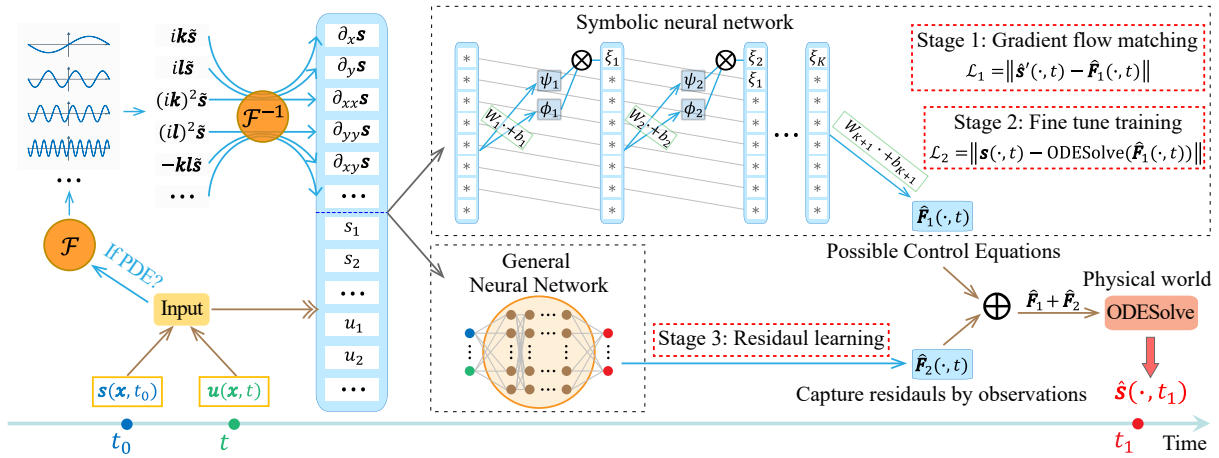 ik s̃
il s̃
(ik)² s̃
(il)² s̃
−kl s̃
...
...
ℱ
If PDE?
Input
s(x, t₀)
u(x, t)
ℱ⁻¹
∂ₓs
∂ᵧs
∂ₓₓs
∂ᵧᵧs
∂ₓᵧs
...
s₁
s₂
...
u₁
u₂
...
Symbolic neural network
* * * * * * * *
W₁·+b₁
ψ₁
ϕ₁
⊗
ξ₁
* * * * * * *
W₂·+b₂
ψ₂
ϕ₂
⊗
ξ₂
ξ₁
* * * * * *
...
ξ_K
* * * * * * *
W_{K+1}·+b_{K+1}
F̂₁(·, t)
Stage 1: Gradient flow matching
ℒ₁ =‖ŝ′(·, t) − F̂₁(·, t)‖
Stage 2: Fine tune training
ℒ₂ =‖s(·, t) − ODESolve(F̂₁(·, t))‖
General
Neural Network
Stage 3: Residaul learning
F̂₂(·, t)
Possible Control Equations
⊕
F̂₁ + F̂₂
Capture residauls by observations
Physical world
ODESolve
ŝ(·, t₁)
t₀
t
t₁
Time